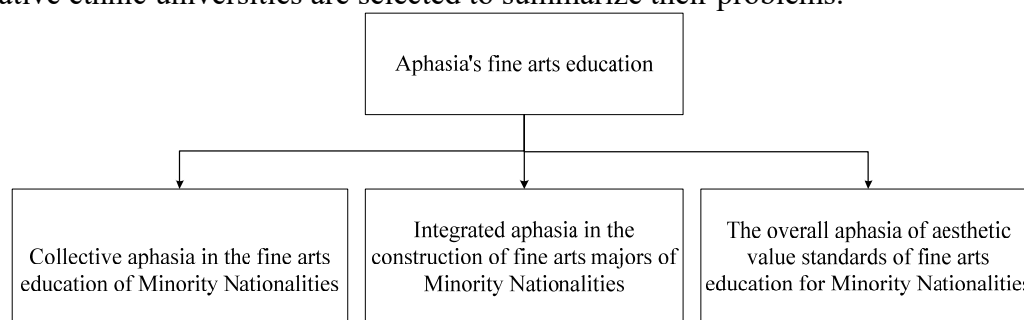 ative ethnic universities are selected to summarize their problems.
Aphasia's fine arts education
Collective aphasia in the fine arts
education of Minority Nationalities
Integrated aphasia in the
construction of fine arts majors of
Minority Nationalities
The overall aphasia of aesthetic
value standards of fine arts
education for Minority Nationalities